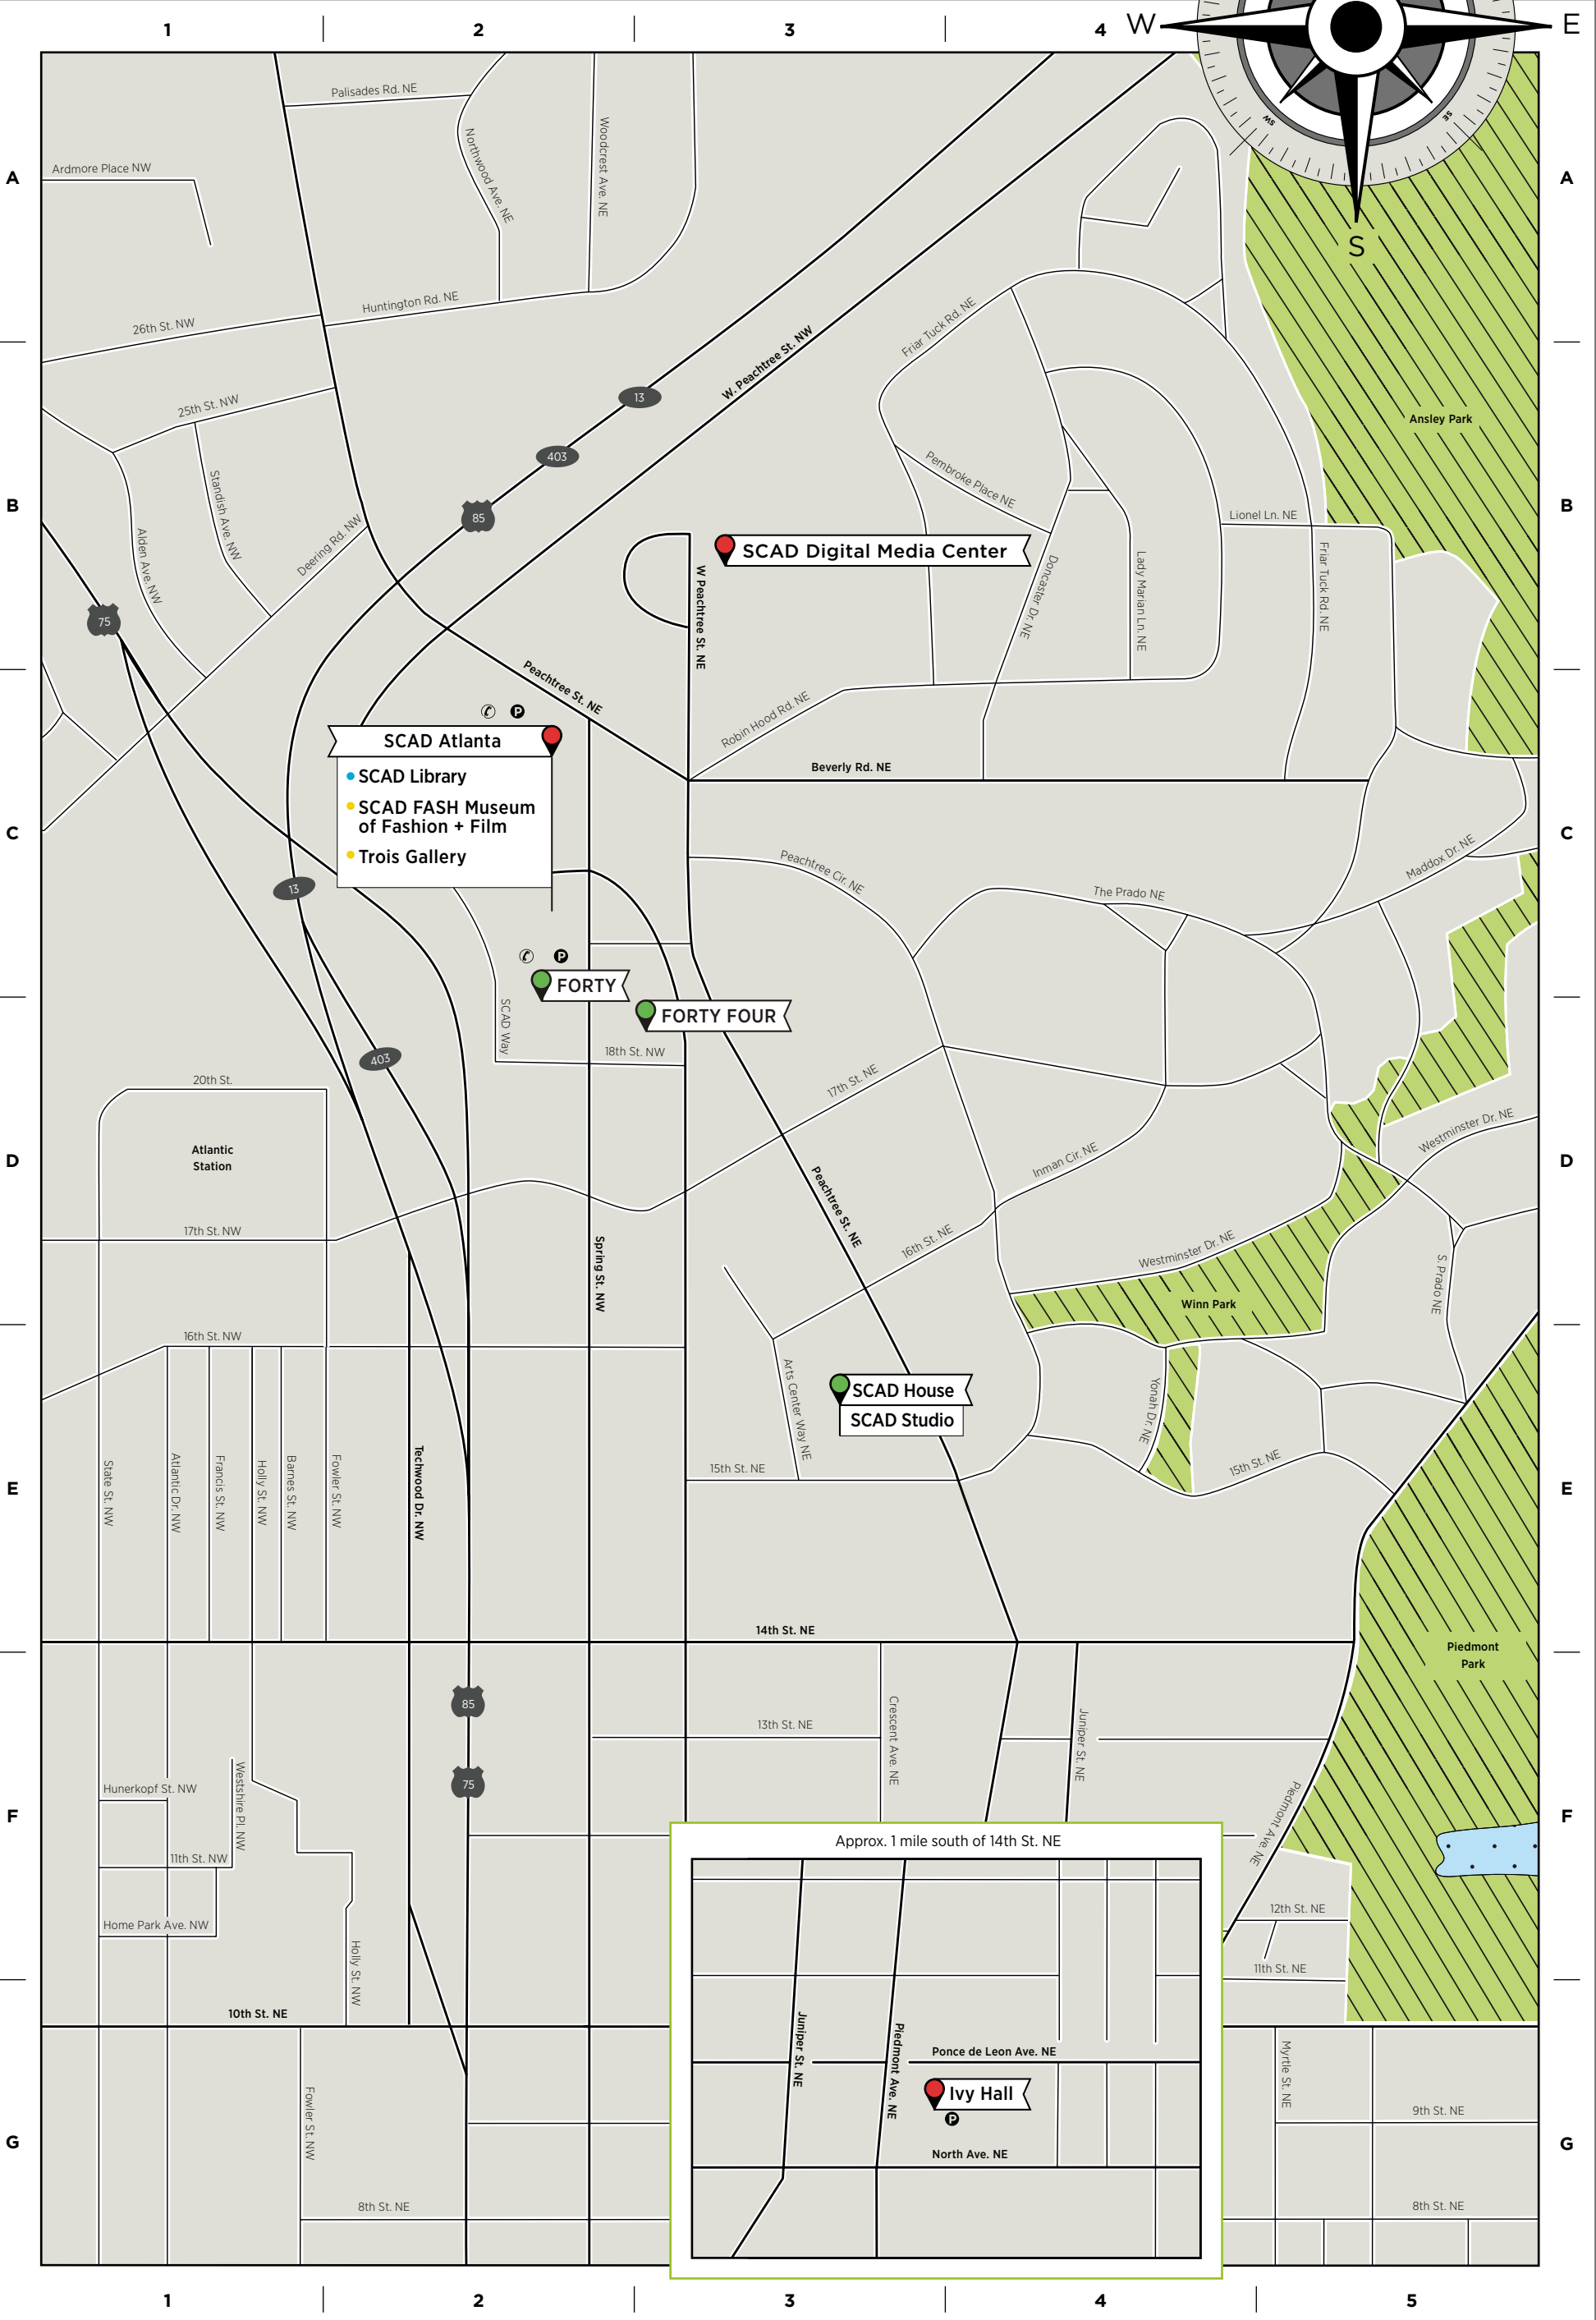 1
2
3
4
W
E
S
SW
SE
A
A
Palisades Rd. NE
Northwood Ave. NE
Woodcrest Ave. NE
Ardmore Place NW
Huntington Rd. NE
26th St. NW
Friar Tuck Rd. NE
W. Peachtree St. NW
13
25th St. NW
Ansley Park
403
Pembroke Place NE
B
B
85
Standish Ave. NW
Alden Ave. NW
Deering Rd. NW
Lionel Ln. NE
SCAD Digital Media Center
W Peachtree St. NE
Doncaster Dr. NE
Lady Marian Ln. NE
Friar Tuck Rd. NE
75
Peachtree St. NE
P
Robin Hood Rd. NE
SCAD Atlanta
SCAD Library
SCAD FASH Museum
of Fashion + Film
Trois Gallery
Beverly Rd. NE
C
C
Peachtree Cir. NE
Maddox Dr. NE
13
The Prado NE
P
FORTY
FORTY FOUR
SCAD Way
18th St. NW
403
20th St.
17th St. NE
Westminster Dr. NE
Atlantic
Station
D
D
Inman Cir. NE
Peachtree St. NE
17th St. NW
16th St. NE
Westminster Dr. NE
Spring St. NW
S. Prado NE
Winn Park
16th St. NW
Arts Center Way NE
SCAD House
SCAD Studio
Yonah Dr. NE
15th St. NE
15th St. NE
E
E
State St. NW
Atlantic Dr. NW
Francis St. NW
Holly St. NW
Barnes St. NW
Fowler St. NW
Techwood Dr. NW
14th St. NE
Piedmont
Park
85
13th St. NE
Crescent Ave. NE
Juniper St. NE
75
Hunerkopf St. NW
Westshire Pl. NW
F
F
Piedmont Ave. NE
Approx. 1 mile south of 14th St. NE
11th St. NW
12th St. NE
Home Park Ave. NW
Holly St. NW
11th St. NE
10th St. NE
Juniper St. NE
Piedmont Ave. NE
Ponce de Leon Ave. NE
Ivy Hall
P
North Ave. NE
Fowler St. NW
Myrtle St. NE
9th St. NE
G
G
8th St. NE
8th St. NE
1
2
3
4
5